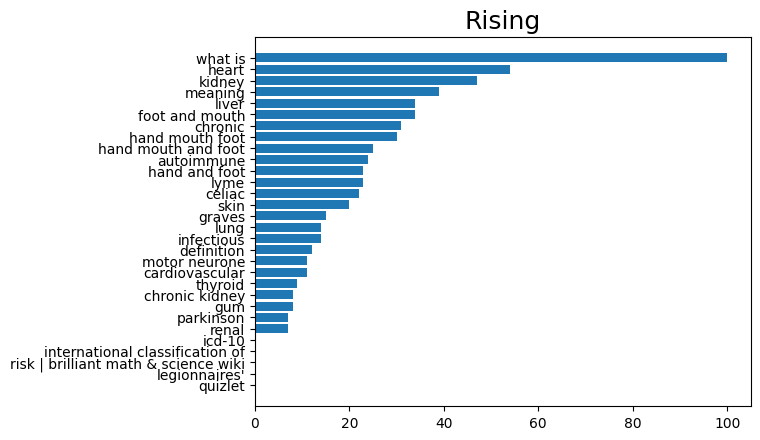 Rising
what is
heart
kidney
meaning
liver
foot and mouth
chronic
hand mouth foot
hand mouth and foot
autoimmune
hand and foot
lyme
celiac
skin
graves
lung
infectious
definition
motor neurone
cardiovascular
thyroid
chronic kidney
gum
parkinson
renal
icd-10
international classification of
risk | brilliant math & science wiki
legionnaires'
quizlet
0 20 40 60 80 100